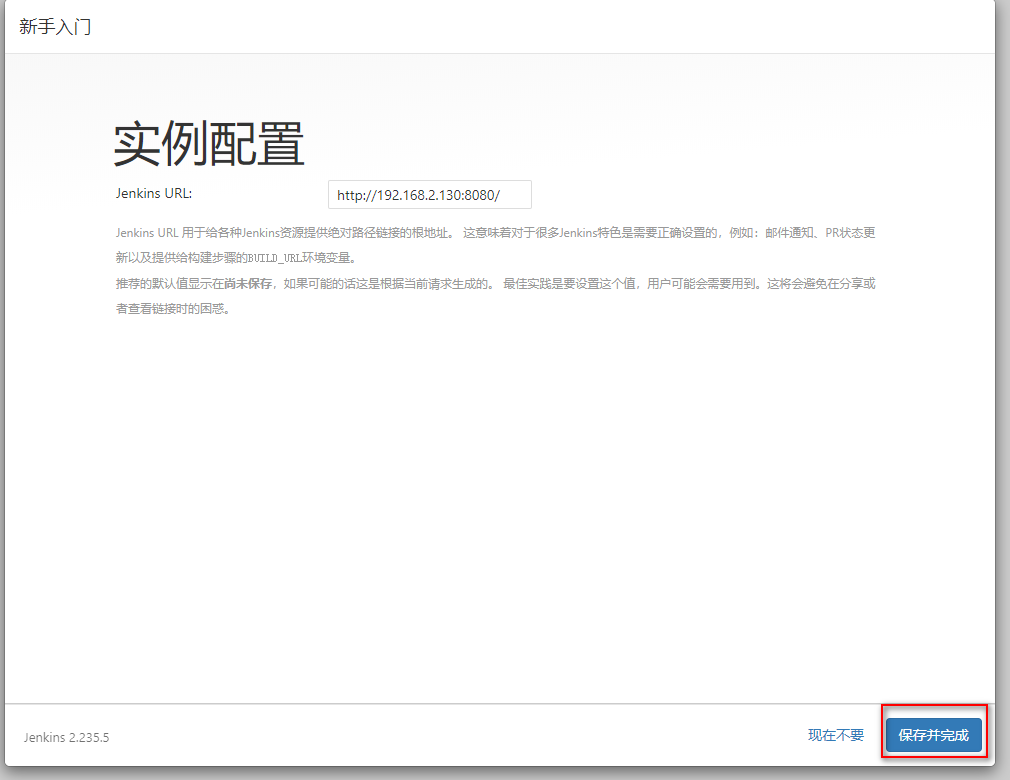 新手入门
实例配置
Jenkins URL:
http://192.168.2.130:8080/
Jenkins URL 用于给各种Jenkins资源提供绝对路径链接的根地址。 这意味着对于很多Jenkins特色是需要正确设置的，例如：邮件通知、PR状态更
新以及提供给构建步骤的BUILD_URL环境变量。
推荐的默认值显示在尚未保存，如果可能的话这是根据当前请求生成的。 最佳实践是要设置这个值，用户可能会需要用到。这将会避免在分享或
者查看链接时的困惑。
Jenkins 2.235.5
现在不要
保存并完成